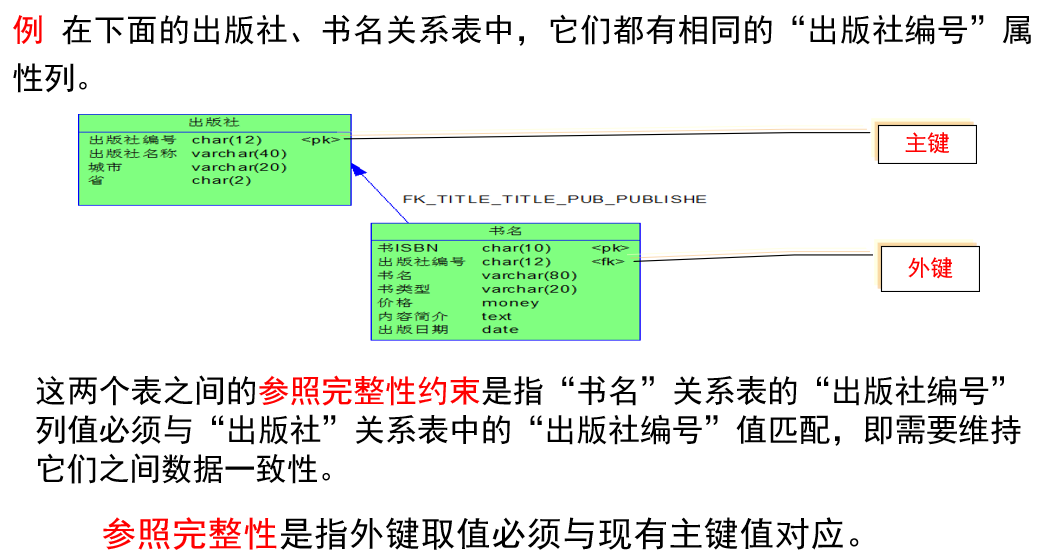 例 在下面的出版社、书名关系表中，它们都有相同的“出版社编号”属
性列。
出版社
出版社编号 char(12) <pk>
出版社名称 varchar(40)
城市 varchar(20)
省 char(2)
主键
FK_TITLE_TITLE_PUB_PUBLISHE
书名
书ISBN char(10) <pk>
出版社编号 char(12) <fk>
书名 varchar(80)
书类型 varchar(20)
价格 money
内容简介 text
出版日期 date
外键
这两个表之间的参照完整性约束是指“书名”关系表的“出版社编号”
列值必须与“出版社”关系表中的“出版社编号”值匹配，即需要维持
它们之间数据一致性。
参照完整性是指外键取值必须与现有主键值对应。